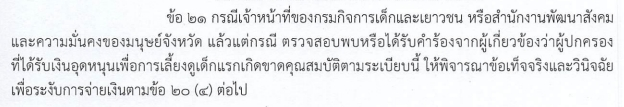 ข้อ ๒๑ กรณีเจ้าหน้าที่ของกรมกิจการเด็กและเยาวชน หรือสำนักงานพัฒนาสังคม
และความมั่นคงของมนุษย์จังหวัด แล้วแต่กรณี ตรวจสอบพบหรือได้รับคำร้องจากผู้เกี่ยวข้องว่าผู้ปกครอง
ที่ได้รับเงินอุดหนุนเพื่อการเลี้ยงดูเด็กแรกเกิดขาดคุณสมบัติตามระเบียบนี้ ให้พิจารณาข้อเท็จจริงและวินิจฉัย
เพื่อระงับการจ่ายเงินตามข้อ ๒๐ (๔) ต่อไป